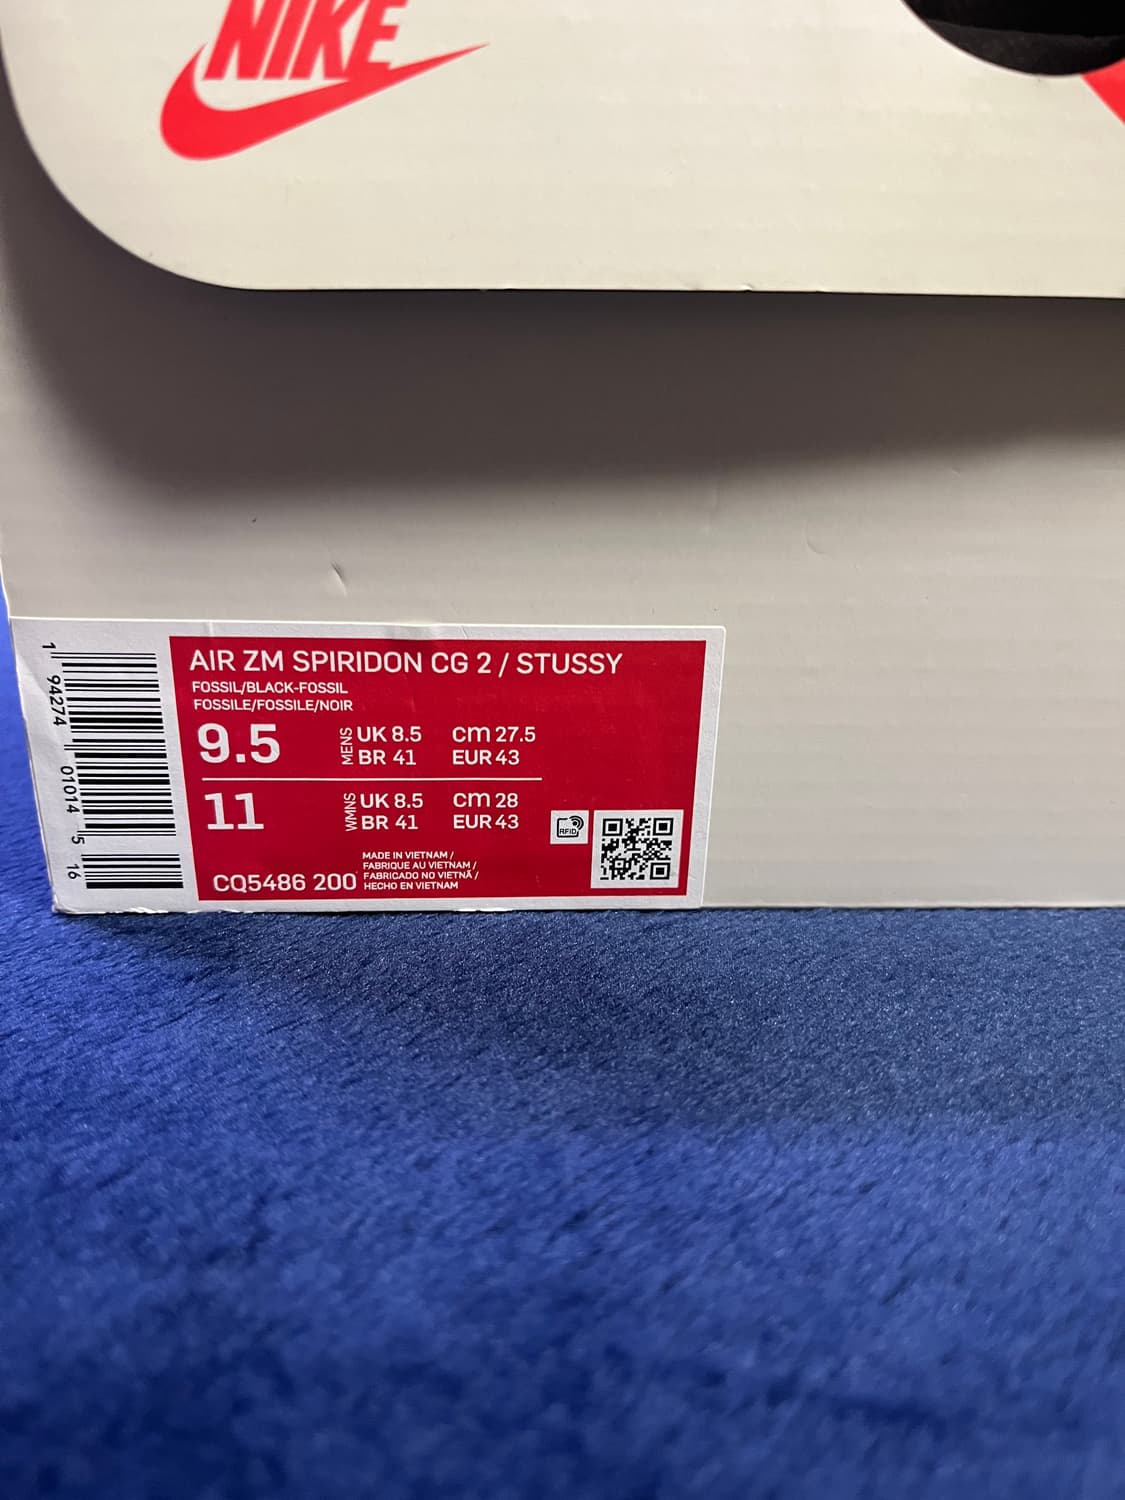 NIKE
AIR ZM SPIRIDON CG 2 / STUSSY
FOSSIL/BLACK-FOSSIL
FOSSILE/FOSSILE/NOIR
9.5 MENS UK 8.5 cm 27.5
BR 41 EUR 43
11 WMNS UK 8.5 cm 28
BR 41 EUR 43
RFID
MADE IN VIETNAM /
FABRIQUE AU VIETNAM /
FABRICADO NO VIETNÃ /
HECHO EN VIETNAM
CQ5486 200
1 94274 01014 5 16